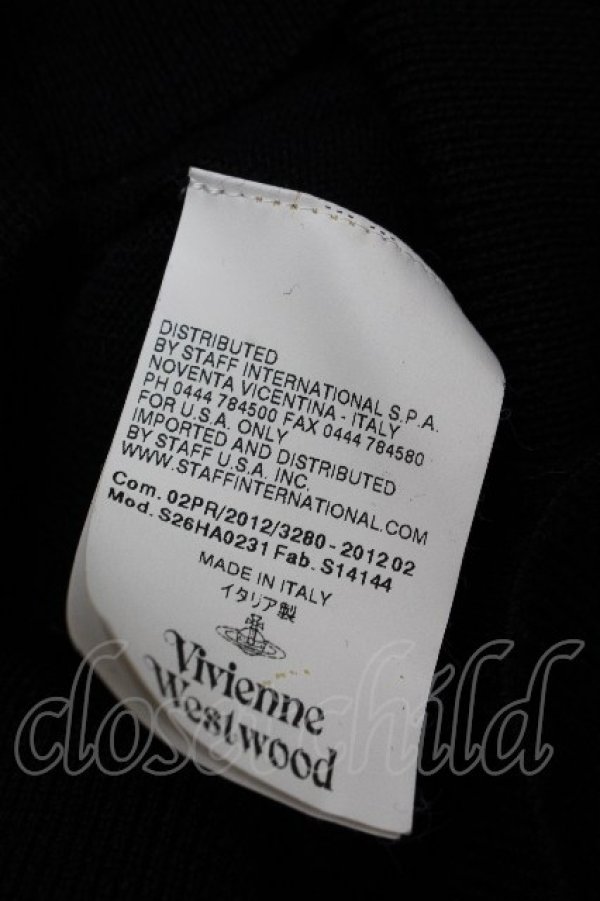 DISTRIBUTED
BY STAFF INTERNATIONAL S.P.A.
NOVENTA VICENTINA - ITALY
PH 0444 784500 FAX 0444 784580
FOR U.S.A. ONLY
IMPORTED AND DISTRIBUTED
BY STAFF U.S.A. INC.
WWW.STAFFINTERNATIONAL.COM
Com. 02PR/2012/3280 - 2012 02
Mod. S26HA0231 Fab. S14144
MADE IN ITALY
イタリア製
Vivienne
Westwood
closet child